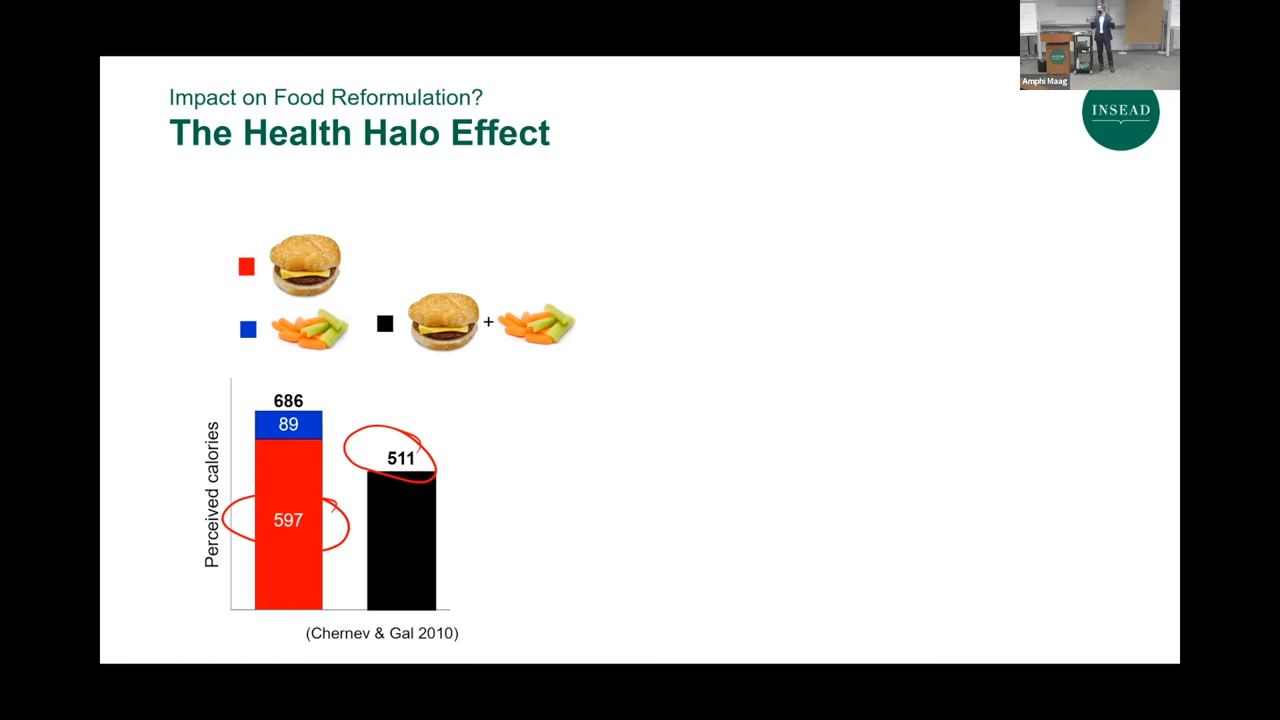 Amphi Maag
Impact on Food Reformulation?
The Health Halo Effect
INSEAD
+
686
89
597
511
Perceived calories
(Chernev & Gal 2010)